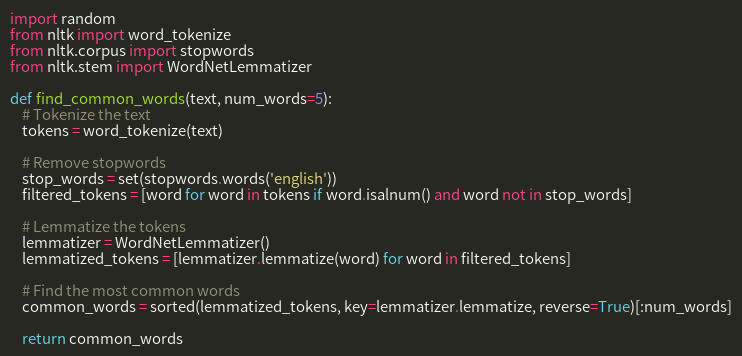 import random
from nltk import word_tokenize
from nltk.corpus import stopwords
from nltk.stem import WordNetLemmatizer

def find_common_words(text, num_words=5):
    # Tokenize the text
    tokens = word_tokenize(text)

    # Remove stopwords
    stop_words = set(stopwords.words('english'))
    filtered_tokens = [word for word in tokens if word.isalnum() and word not in stop_words]

    # Lemmatize the tokens
    lemmatizer = WordNetLemmatizer()
    lemmatized_tokens = [lemmatizer.lemmatize(word) for word in filtered_tokens]

    # Find the most common words
    common_words = sorted(lemmatized_tokens, key=lemmatizer.lemmatize, reverse=True)[:num_words]

    return common_words